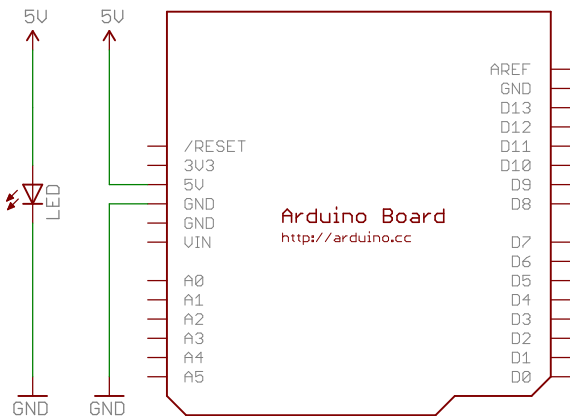 5V
5V
LED
GND
GND
/RESET
3V3
5V
GND
GND
VIN
A0
A1
A2
A3
A4
A5
Arduino Board
http://arduino.cc
AREF
GND
D13
D12
D11
D10
D9
D8
D7
D6
D5
D4
D3
D2
D1
D0